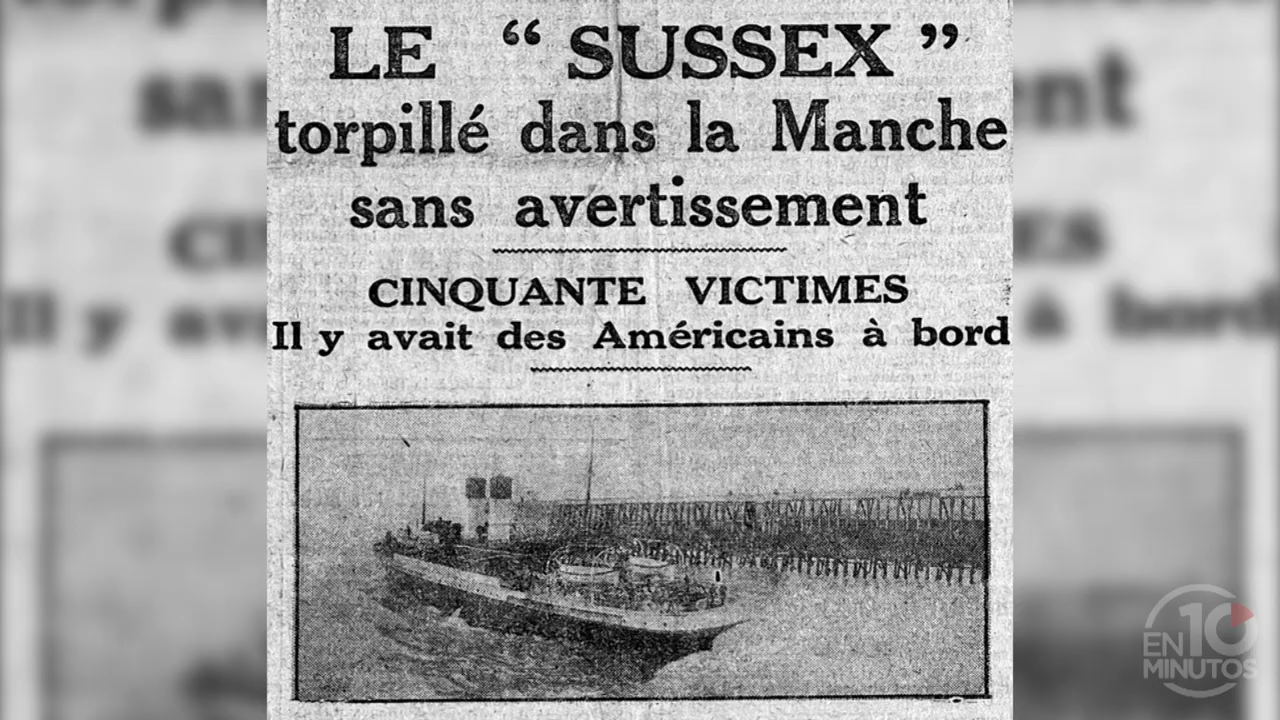 LE “ SUSSEX ”
torpillé dans la Manche
sans avertissement
CINQUANTE VICTIMES
Il y avait des Américains à bord
EN 10
MINUTOS